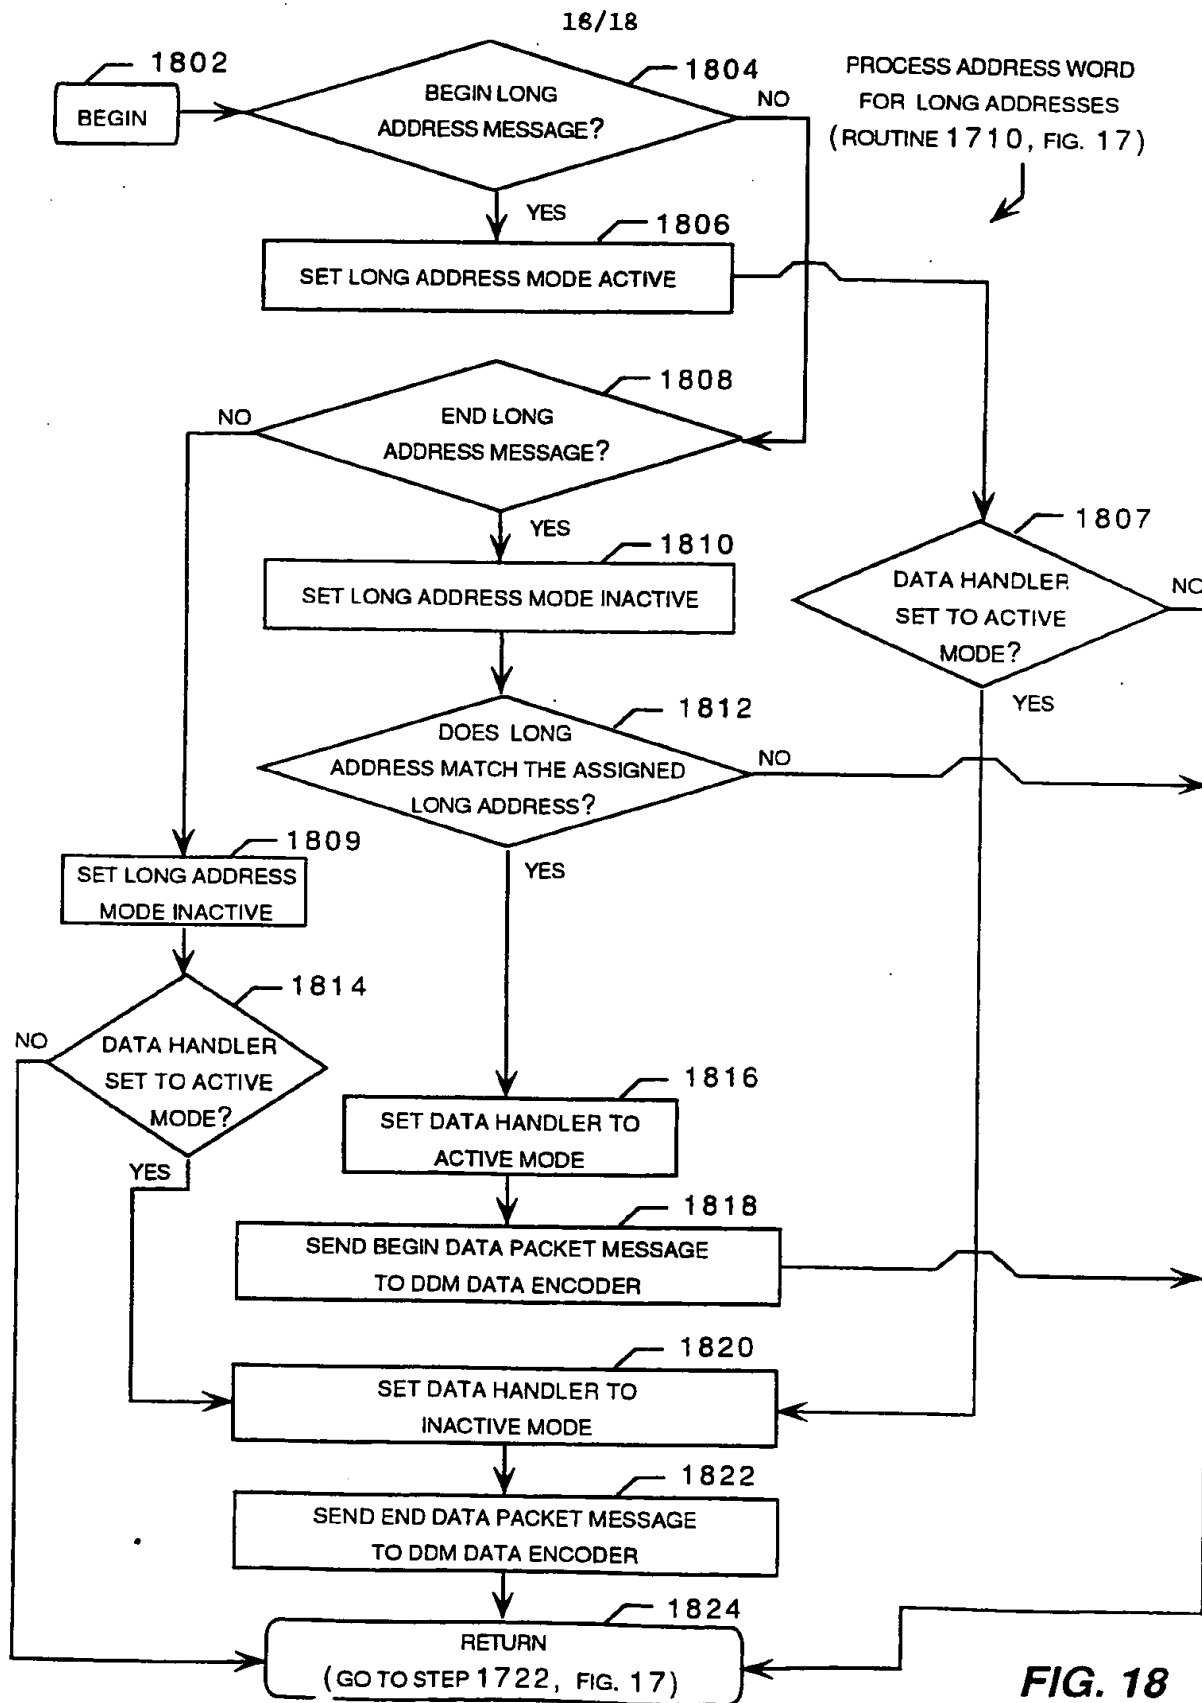 18/18
1802
BEGIN
BEGIN LONG
ADDRESS MESSAGE?
1804
NO
YES
PROCESS ADDRESS WORD
FOR LONG ADDRESSES
(ROUTINE 1710, FIG. 17)
1806
SET LONG ADDRESS MODE ACTIVE
1808
END LONG
ADDRESS MESSAGE?
NO
YES
1807
DATA HANDLER
SET TO ACTIVE
MODE?
NO
YES
1810
SET LONG ADDRESS MODE INACTIVE
1812
DOES LONG
ADDRESS MATCH THE ASSIGNED
LONG ADDRESS?
NO
YES
1809
SET LONG ADDRESS
MODE INACTIVE
1814
DATA HANDLER
SET TO ACTIVE
MODE?
NO
YES
1816
SET DATA HANDLER TO
ACTIVE MODE
1818
SEND BEGIN DATA PACKET MESSAGE
TO DDM DATA ENCODER
1820
SET DATA HANDLER TO
INACTIVE MODE
1822
SEND END DATA PACKET MESSAGE
TO DDM DATA ENCODER
1824
RETURN
(GO TO STEP 1722, FIG. 17)
FIG. 18